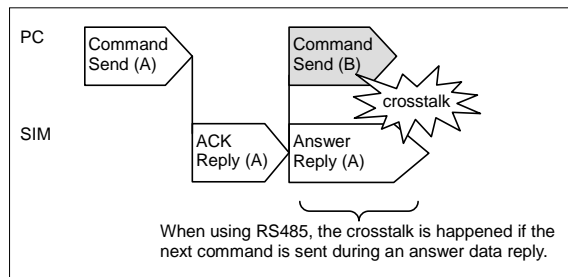 PC
Command
Send (A)
Command
Send (B)
crosstalk
SIM
ACK
Reply (A)
Answer
Reply (A)
When using RS485, the crosstalk is happened if the
next command is sent during an answer data reply.